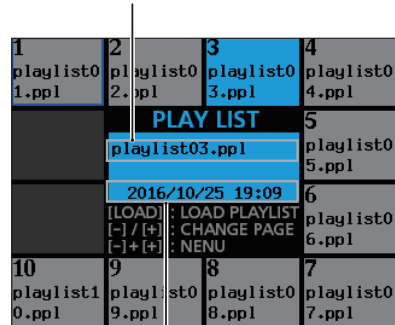 1
playlist0
1.ppl
2
playlist0
2.ppl
3
playlist0
3.ppl
4
playlist0
4.ppl
PLAY LIST
playlist03.ppl
2016/10/25 19:09
[LOAD] : LOAD PLAYLIST
[–] / [+] : CHANGE PAGE
[–]+[+] : NENU
5
playlist0
5.ppl
6
playlist0
6.ppl
10
playlist1
0.ppl
9
playlist0
9.ppl
8
playlist0
8.ppl
7
playlist0
7.ppl